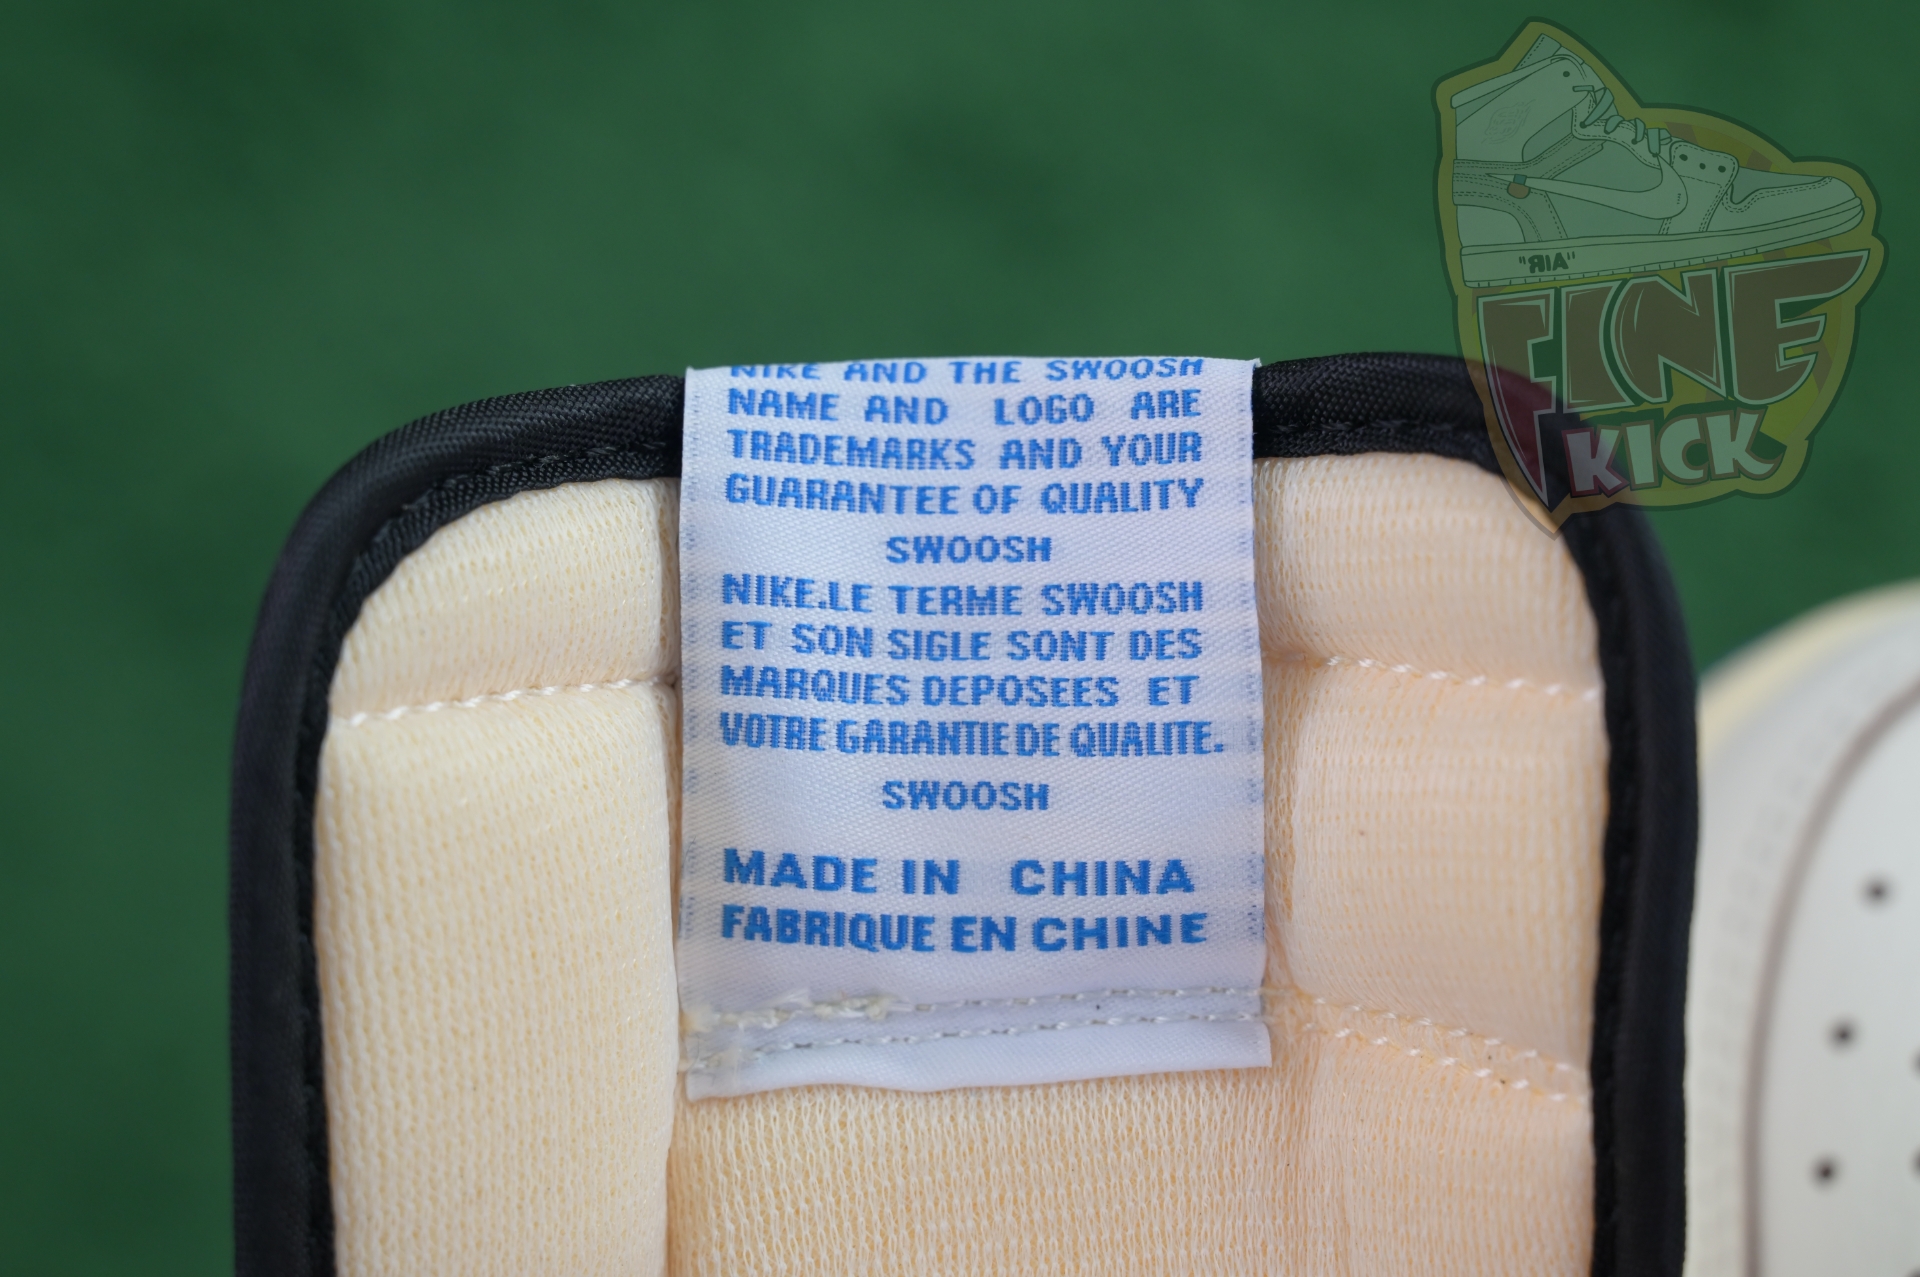 NIKE AND THE SWOOSH
NAME AND LOGO ARE
TRADEMARKS AND YOUR
GUARANTEE OF QUALITY
SWOOSH
NIKE.LE TERME SWOOSH
ET SON SIGLE SONT DES
MARQUES DEPOSEES ET
VOTRE GARANTIE DE QUALITE.
SWOOSH
MADE IN CHINA
FABRIQUE EN CHINE
"AIR"
FINE
KICK